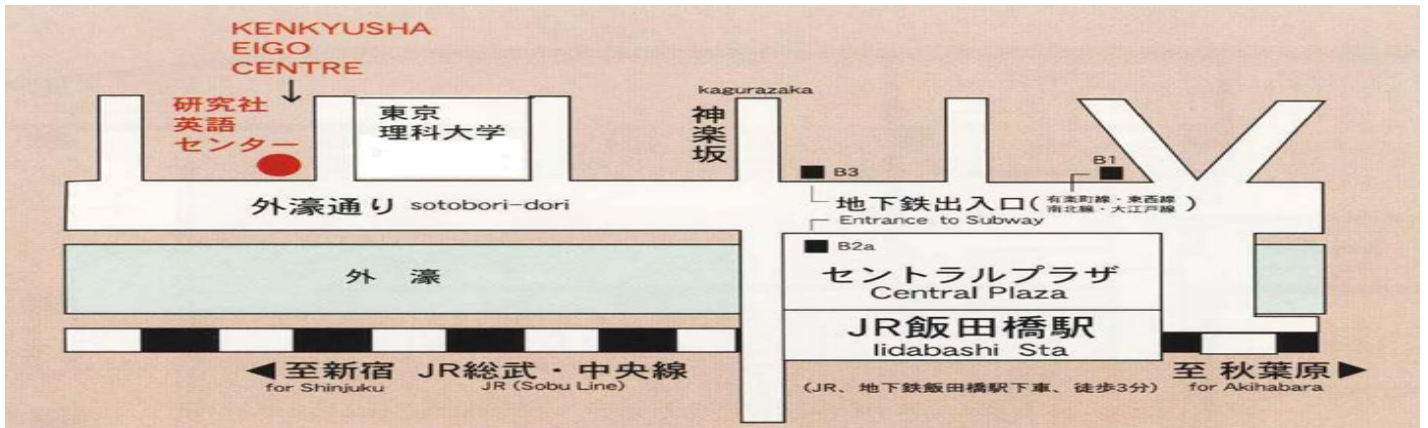 KENKYUSHA
EIGO
CENTRE
研究社
英語
センター
東京
理科大学
kagurazaka
神楽坂
B3
B1
外濠通り sotobori-dori
地下鉄出入口(有楽町線・東西線
南北線・大江戸線)
Entrance to Subway
B2a
外 濠
セントラルプラザ
Central Plaza
JR飯田橋駅
Iidabashi Sta
◀至新宿 JR総武・中央線
for Shinjuku JR (Sobu Line)
(JR、地下鉄飯田橋駅下車、徒歩3分)
至 秋葉原▶
for Akihabara